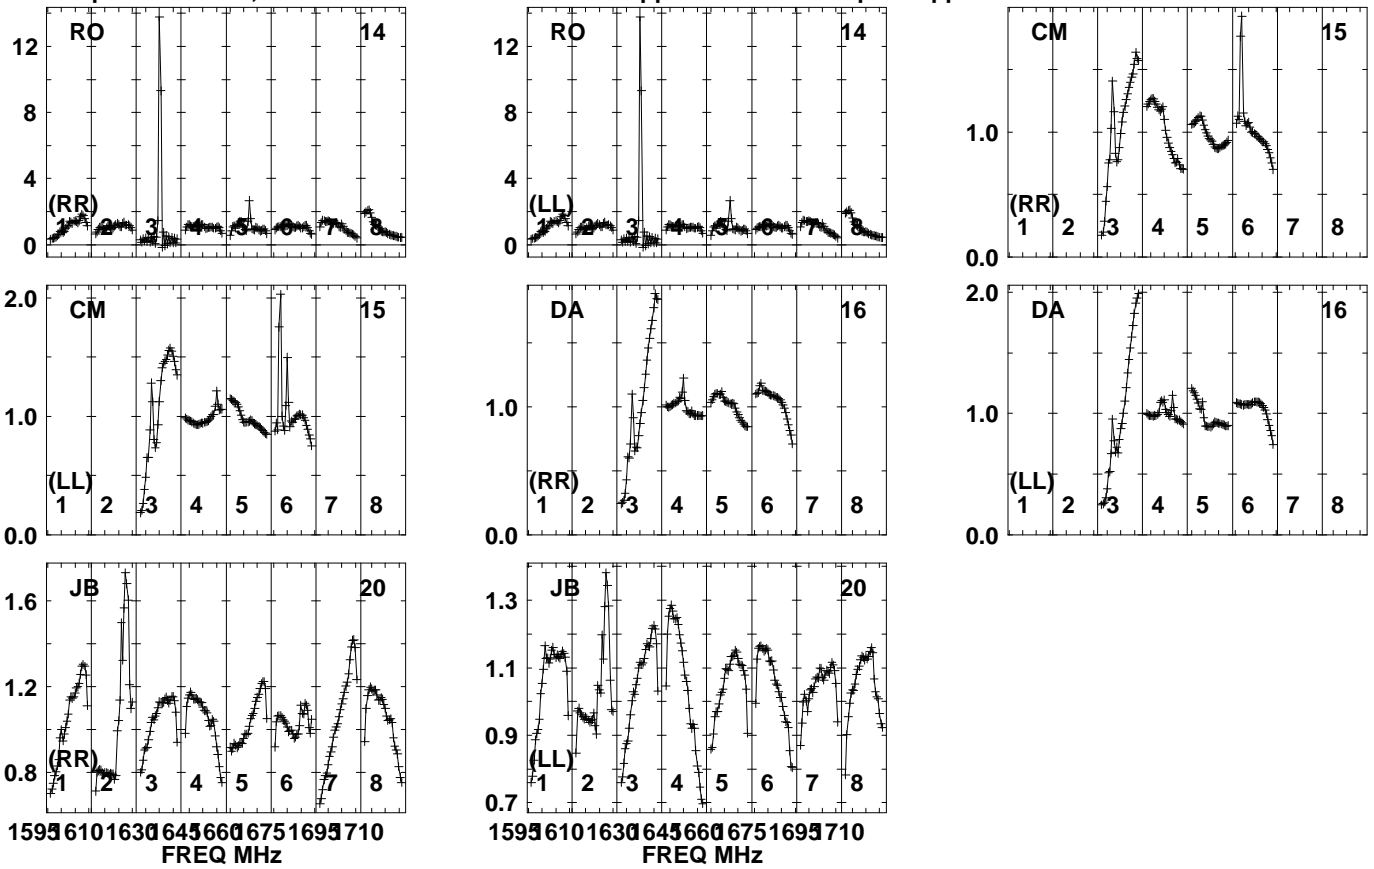 RO 14 RO 14 CM 15
12 12
8 8 1.0
4 4
(RR) (LL) (RR)
1 2 3 4 5 6 7 8 1 2 3 4 5 6 7 8 1 2 3 4 5 6 7 8
0 0 0.0
2.0 CM 15 DA 16 2.0 DA 16
1.0 1.0 1.0
(LL) (RR) (LL)
1 2 3 4 5 6 7 8 1 2 3 4 5 6 7 8 1 2 3 4 5 6 7 8
0.0 0.0 0.0
JB 20 JB 20
1.6 1.3
1.2 1.1
0.9
(RR) (LL)
0.8 1 2 3 4 5 6 7 8 1 2 3 4 5 6 7 8
0.7
1595 1610 1630 1645 1660 1675 1695 1710 1595 1610 1630 1645 1660 1675 1695 1710
FREQ MHz FREQ MHz